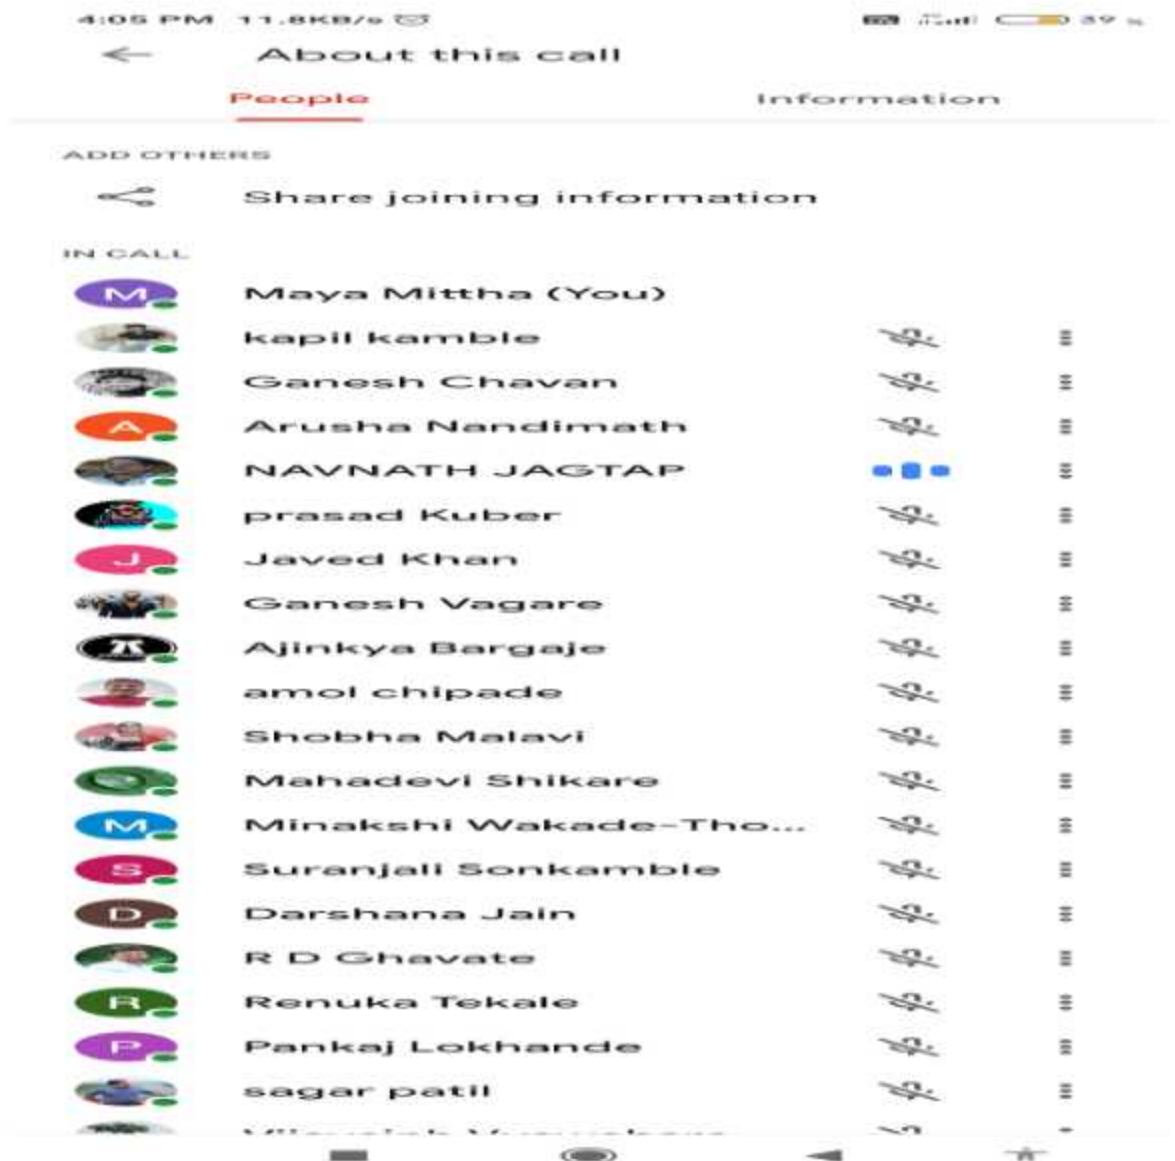 4:05 PM 11.8KB/s 39 %
About this call
People Information
ADD OTHERS
Share joining information
IN CALL
M Maya Mittha (You)
kapil kamble
Ganesh Chavan
A Arusha Nandimath
NAVNATH JAGTAP
prasad Kuber
J Javed Khan
Ganesh Vagare
Ajinkya Bargaje
amol chipade
Shobha Malavi
Mahadevi Shikare
M Minakshi Wakade-Tho...
S Suranjali Sonkamble
D Darshana Jain
R D Ghavate
R Renuka Tekale
P Pankaj Lokhande
sagar patil